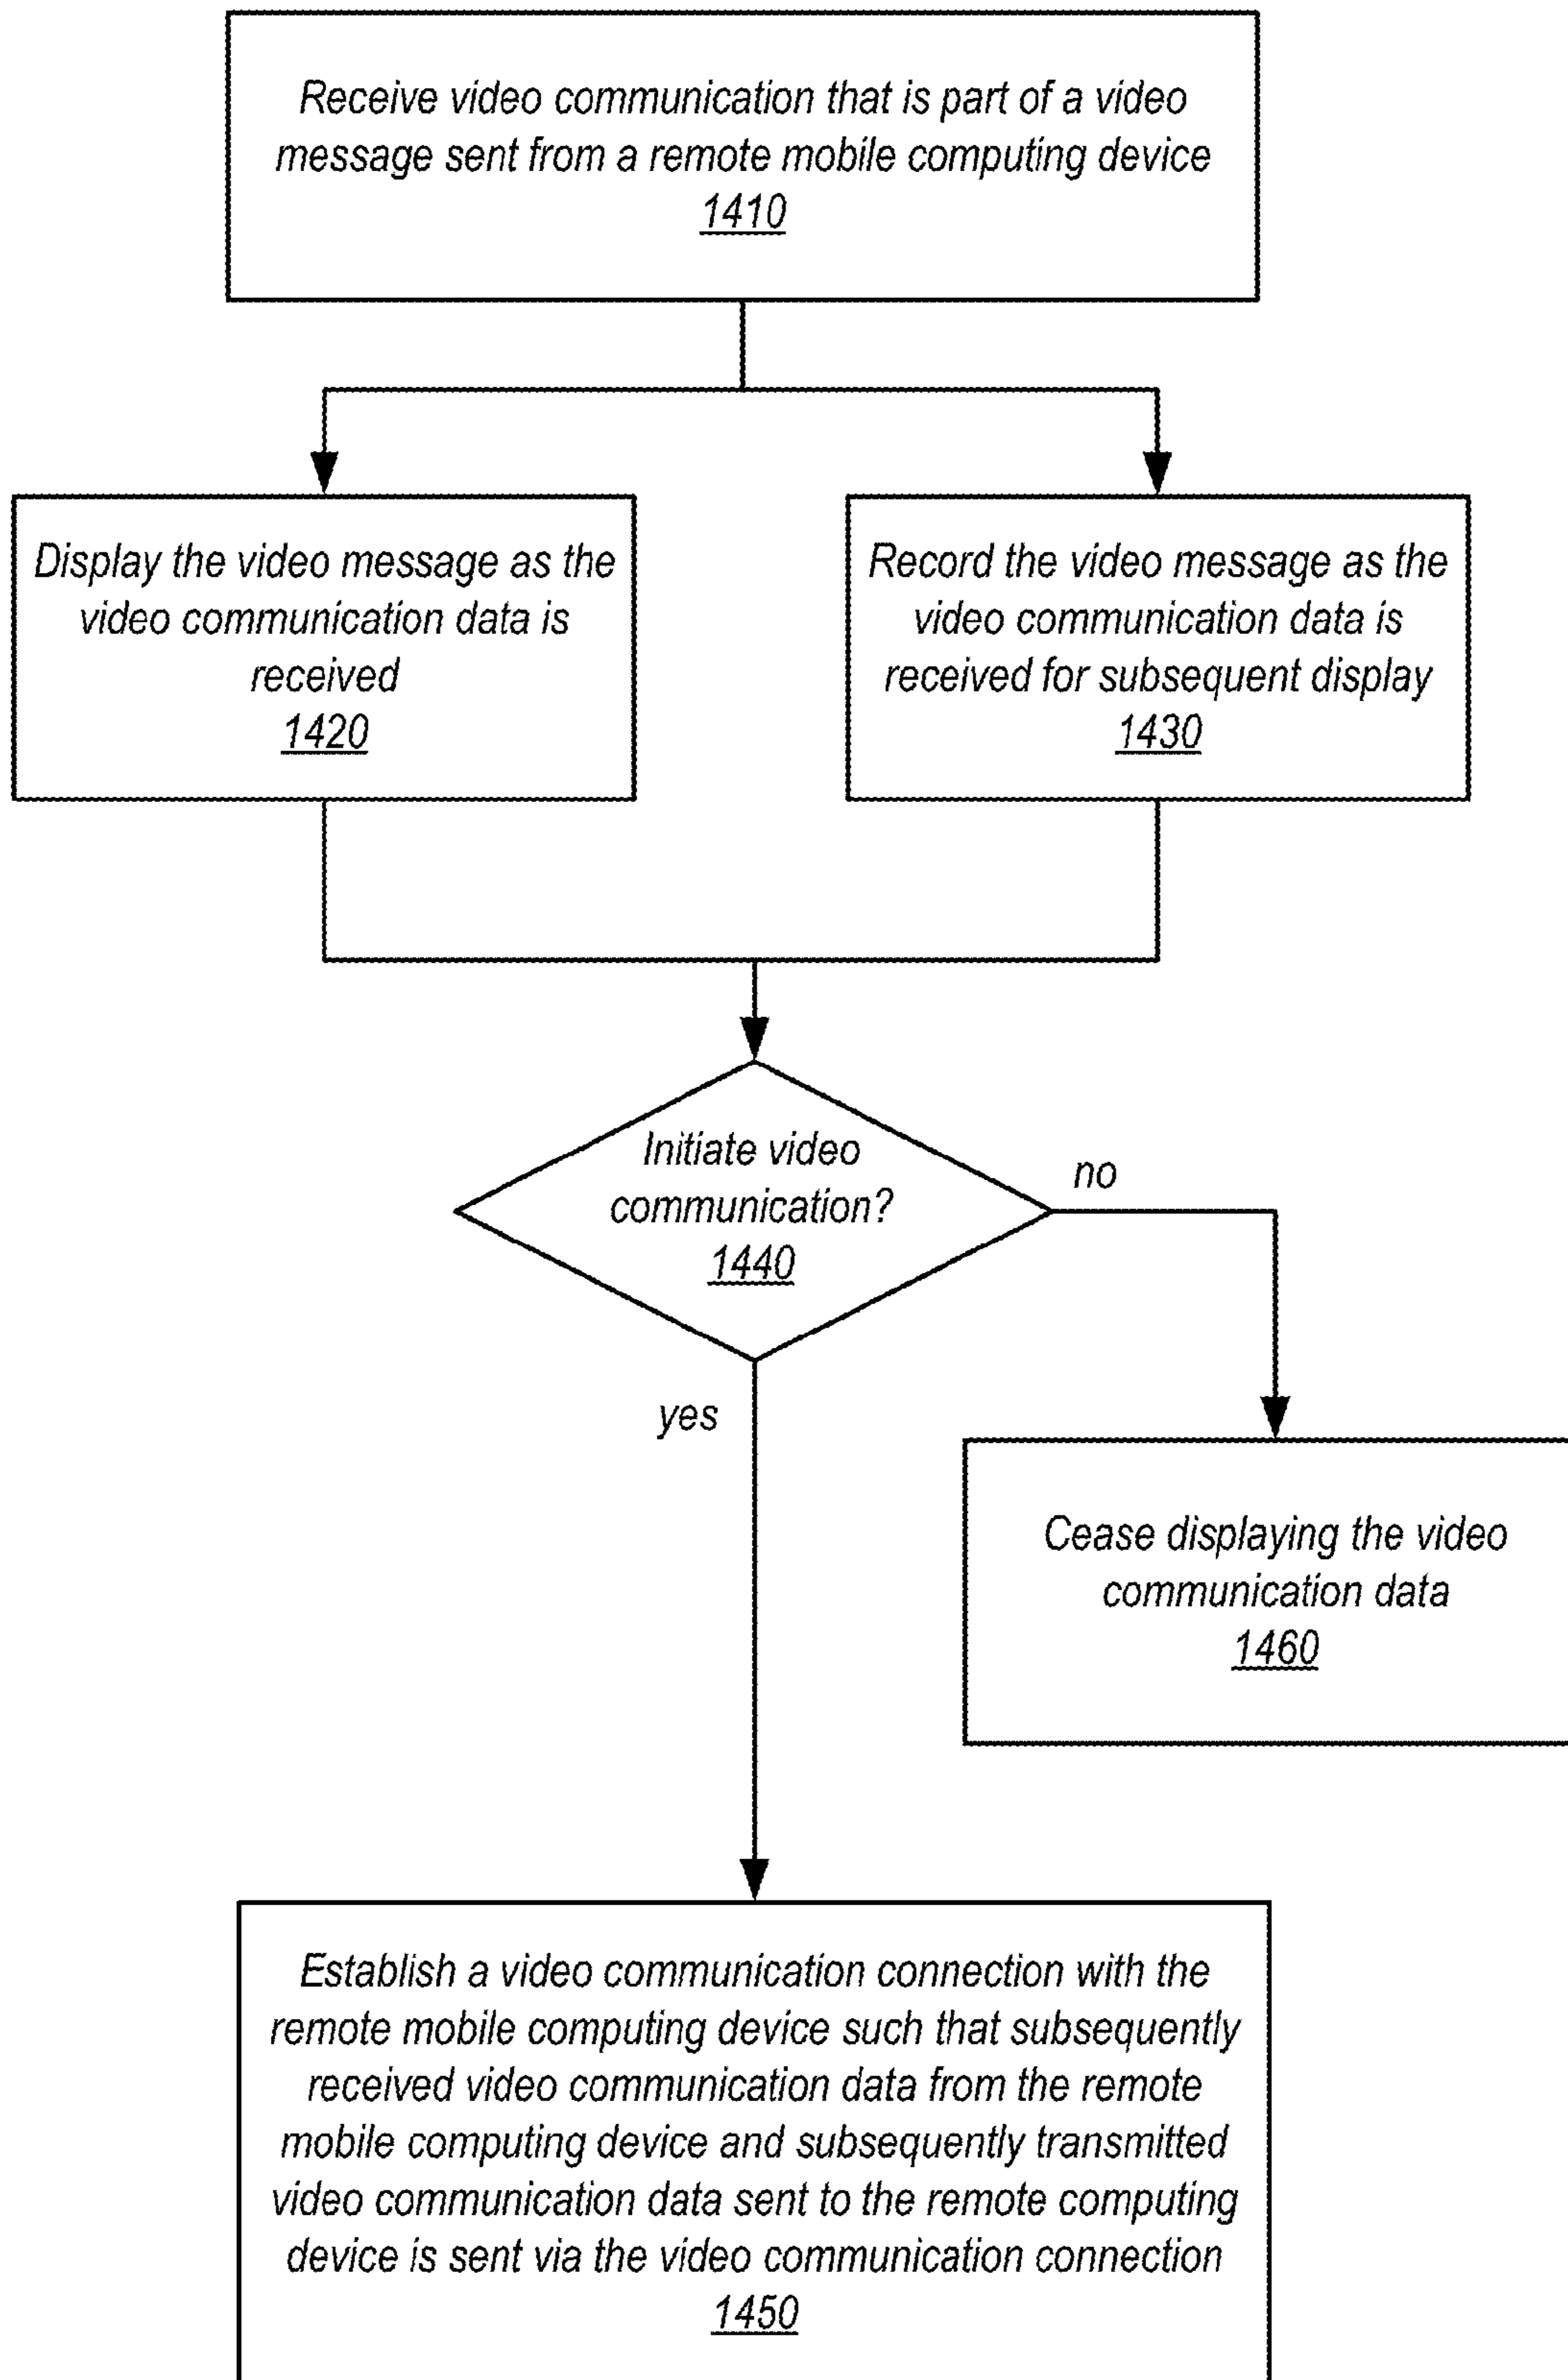 Receive video communication that is part of a video
message sent from a remote mobile computing device
1410
Display the video message as the
video communication data is
received
1420
Record the video message as the
video communication data is
received for subsequent display
1430
Initiate video
communication?
1440
no
yes
Cease displaying the video
communication data
1460
Establish a video communication connection with the
remote mobile computing device such that subsequently
received video communication data from the remote
mobile computing device and subsequently transmitted
video communication data sent to the remote computing
device is sent via the video communication connection
1450